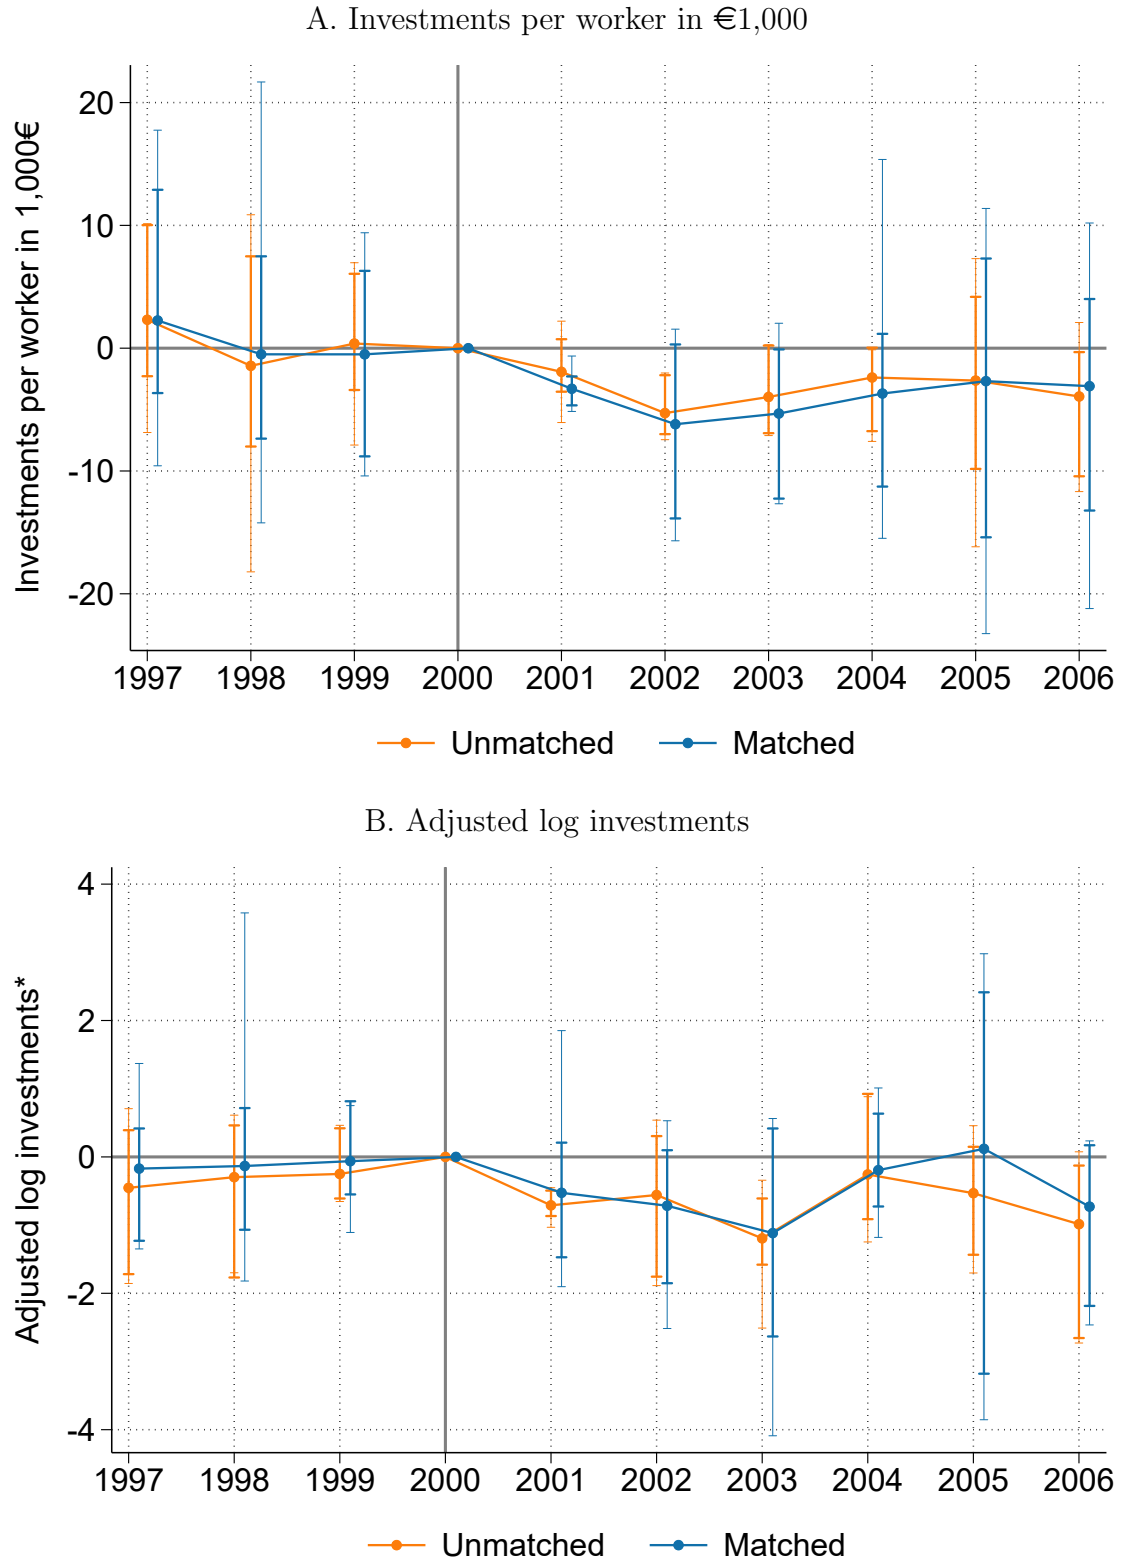 A. Investments per worker in €1,000
Investments per worker in 1,000€
20
10
0
-10
-20
1997 1998 1999 2000 2001 2002 2003 2004 2005 2006
Unmatched Matched
B. Adjusted log investments
Adjusted log investments*
4
2
0
-2
-4
1997 1998 1999 2000 2001 2002 2003 2004 2005 2006
Unmatched Matched